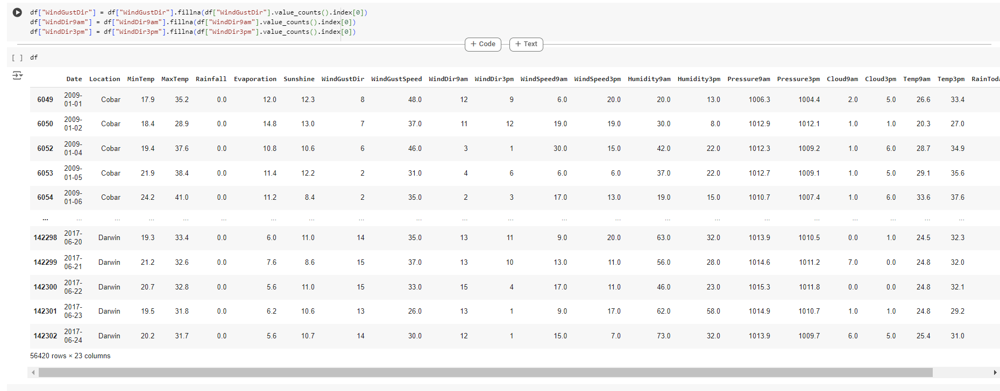 df["WindGustDir"] = df["WindGustDir"].fillna(df["WindGustDir"].value_counts().index[0])
df["WindDir9am"] = df["WindDir9am"].fillna(df["WindDir9am"].value_counts().index[0])
df["WindDir3pm"] = df["WindDir3pm"].fillna(df["WindDir3pm"].value_counts().index[0])
+ Code + Text
[ ] df
Date Location MinTemp MaxTemp Rainfall Evaporation Sunshine WindGustDir WindGustSpeed WindDir9am WindDir3pm WindSpeed9am WindSpeed3pm Humidity9am Humidity3pm Pressure9am Pressure3pm Cloud9am Cloud3pm Temp9am Temp3pm RainToda
6049 2009-01-01 Cobar 17.9 35.2 0.0 12.0 12.3 8 48.0 12 9 6.0 20.0 20.0 13.0 1006.3 1004.4 2.0 5.0 26.6 33.4
6050 2009-01-02 Cobar 18.4 28.9 0.0 14.8 13.0 7 37.0 11 12 19.0 19.0 30.0 8.0 1012.9 1012.1 1.0 1.0 20.3 27.0
6052 2009-01-04 Cobar 19.4 37.6 0.0 10.8 10.6 6 46.0 3 1 30.0 15.0 42.0 22.0 1012.3 1009.2 1.0 6.0 28.7 34.9
6053 2009-01-05 Cobar 21.9 38.4 0.0 11.4 12.2 2 31.0 4 6 6.0 6.0 37.0 22.0 1012.7 1009.1 1.0 5.0 29.1 35.6
6054 2009-01-06 Cobar 24.2 41.0 0.0 11.2 8.4 2 35.0 2 3 17.0 13.0 19.0 15.0 1010.7 1007.4 1.0 6.0 33.6 37.6
... ... ... ... ... ... ... ... ... ... ... ... ... ... ... ... ... ... ... ... ... ...
142298 2017-06-20 Darwin 19.3 33.4 0.0 6.0 11.0 14 35.0 13 11 9.0 20.0 63.0 32.0 1013.9 1010.5 0.0 1.0 24.5 32.3
142299 2017-06-21 Darwin 21.2 32.6 0.0 7.6 8.6 15 37.0 13 10 13.0 11.0 56.0 28.0 1014.6 1011.2 7.0 0.0 24.8 32.0
142300 2017-06-22 Darwin 20.7 32.8 0.0 5.6 11.0 15 33.0 15 4 17.0 11.0 46.0 23.0 1015.3 1011.8 0.0 0.0 24.8 32.1
142301 2017-06-23 Darwin 19.5 31.8 0.0 6.2 10.6 13 26.0 13 1 9.0 17.0 62.0 58.0 1014.9 1010.7 1.0 1.0 24.8 29.2
142302 2017-06-24 Darwin 20.2 31.7 0.0 5.6 10.7 14 30.0 12 1 15.0 7.0 73.0 32.0 1013.9 1009.7 6.0 5.0 25.4 31.0
56420 rows × 23 columns